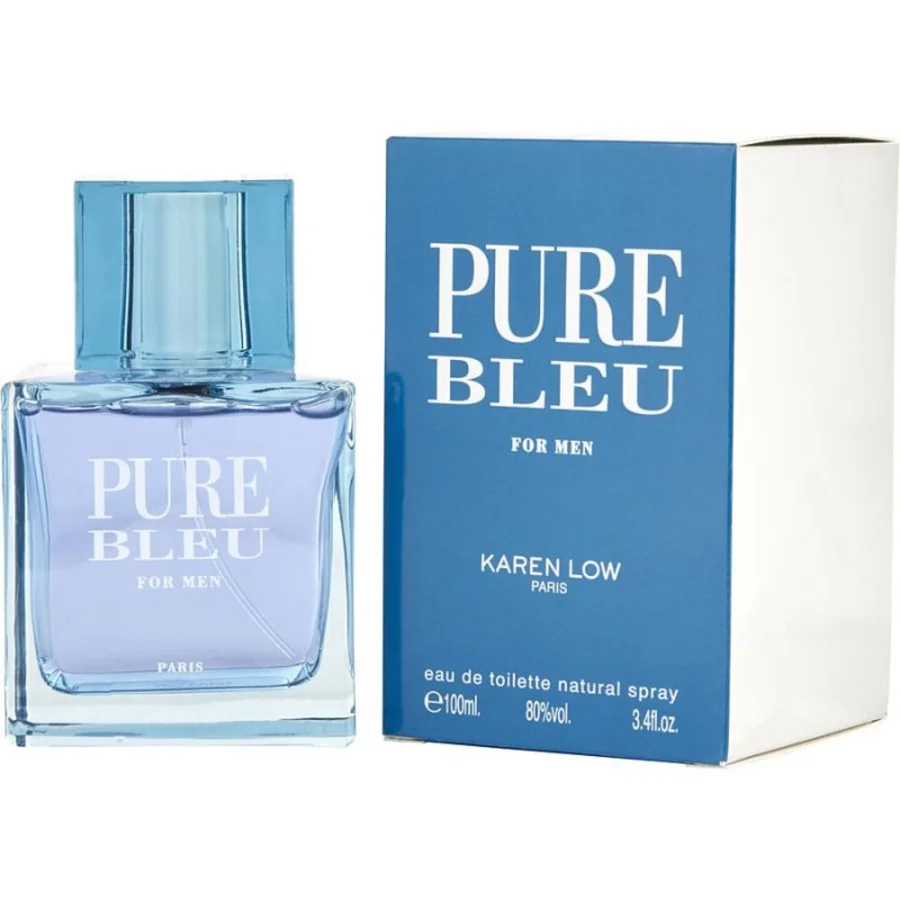 PURE
BLEU
FOR MEN
PARIS
PURE
BLEU
FOR MEN
KAREN LOW
PARIS
eau de toilette natural spray
℮100ml. 80%vol. 3.4fl.oz.